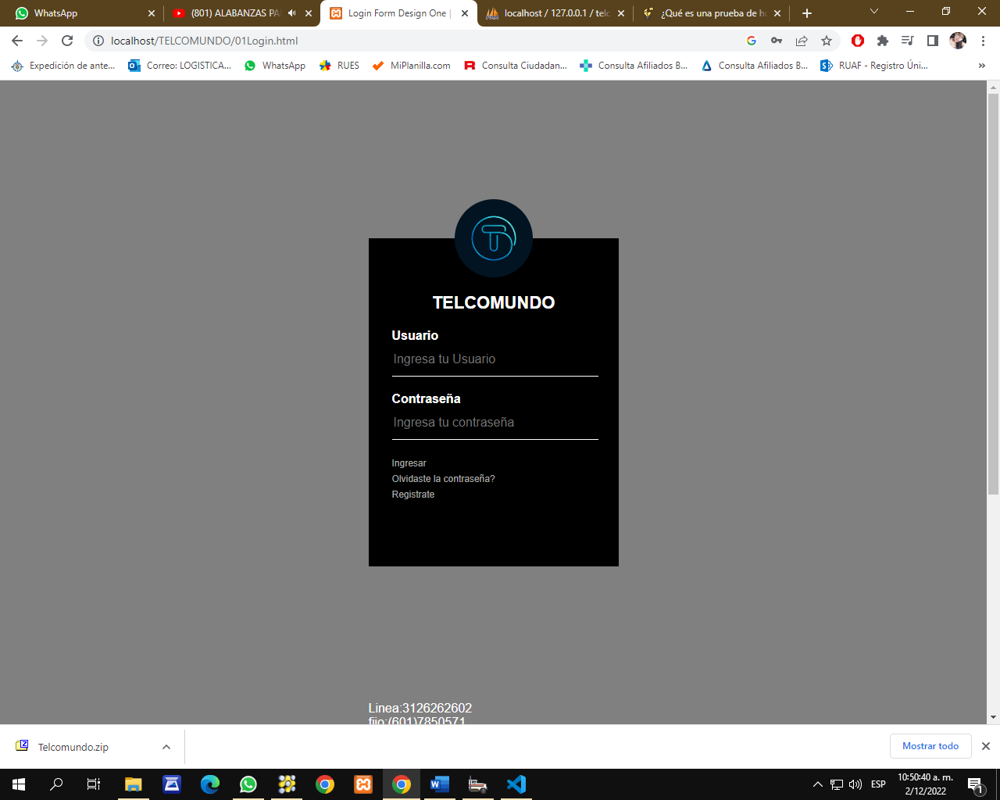 WhatsApp
(801) ALABANZAS PA
Login Form Design One |
localhost / 127.0.0.1 / telc
¿Qué es una prueba de h
localhost/TELCOMUNDO/01Login.html
Expedición de ante...
Correo: LOGISTICA...
WhatsApp
RUES
MiPlanilla.com
Consulta Ciudadan...
Consulta Afiliados B...
Consulta Afiliados B...
RUAF - Registro Úni...
»
TELCOMUNDO
Usuario
Ingresa tu Usuario
Contraseña
Ingresa tu contraseña
Ingresar
Olvidaste la contraseña?
Registrate
Linea:3126262602
fijo:(601)7850571
Telcomundo.zip
Mostrar todo
ESP
10:50:40 a. m.
2/12/2022
1